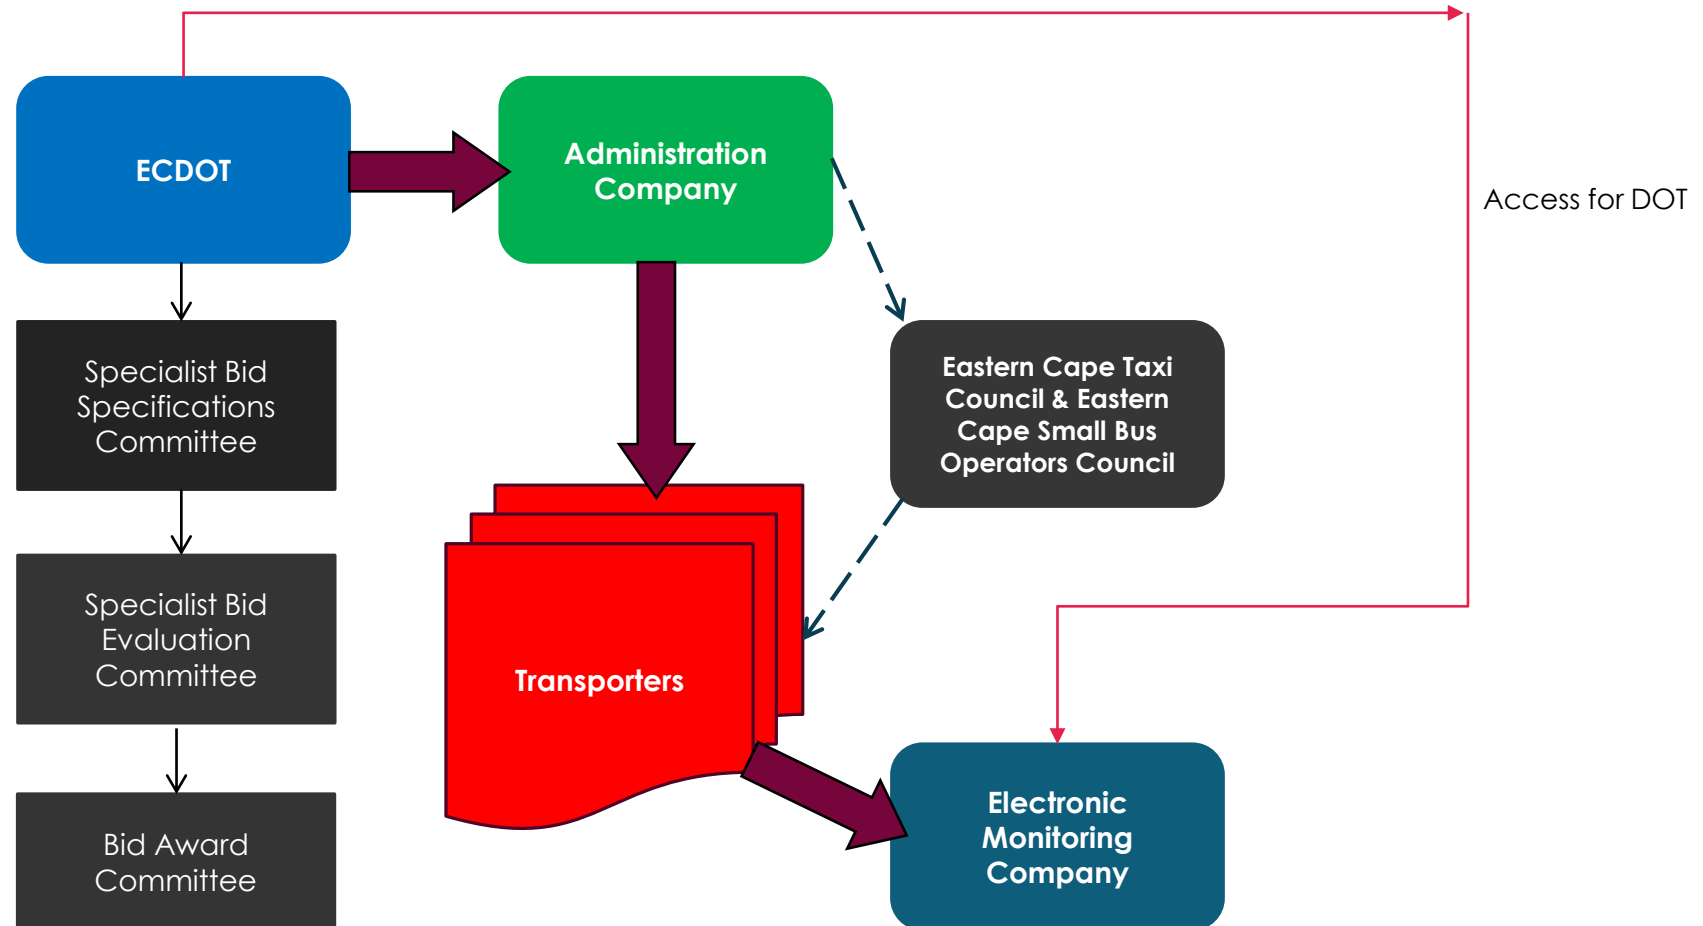 ECDOT
Administration
Company
Access for DOT
Specialist Bid
Specifications
Committee
Eastern Cape Taxi
Council & Eastern
Cape Small Bus
Operators Council
Specialist Bid
Evaluation
Committee
Transporters
Electronic
Monitoring
Company
Bid Award
Committee